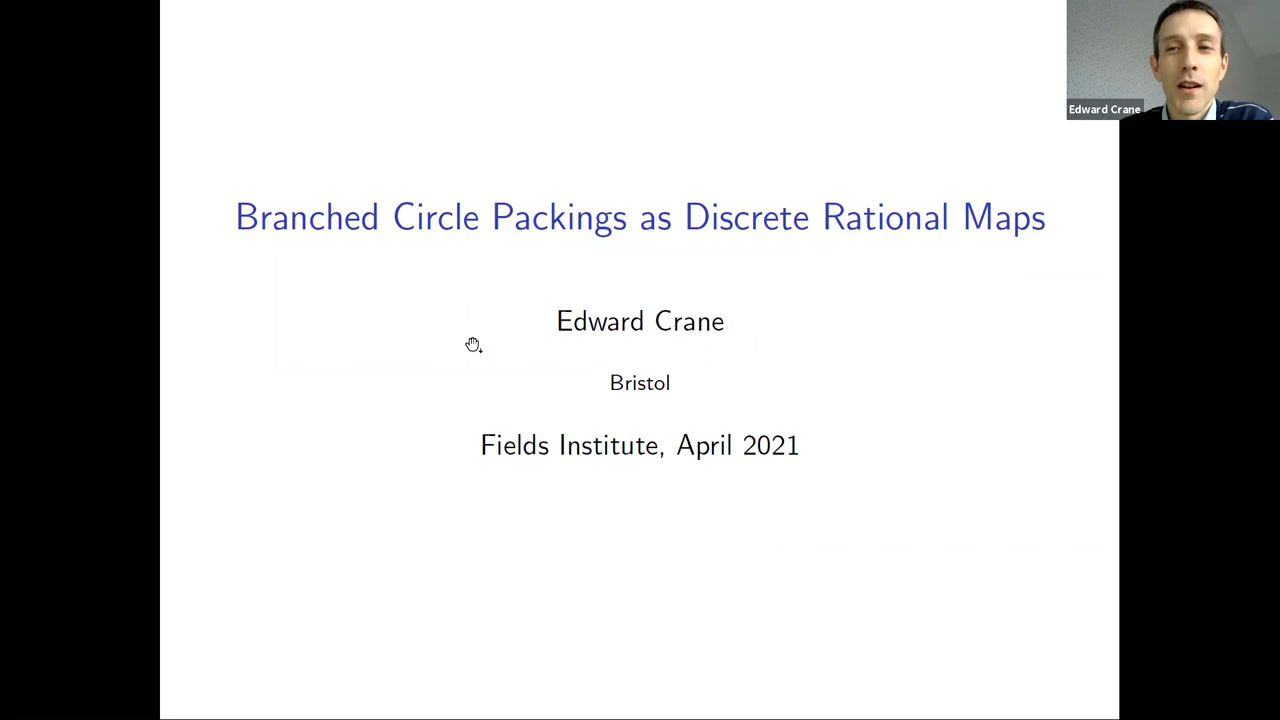 Edward Crane
Branched Circle Packings as Discrete Rational Maps
Edward Crane
Bristol
Fields Institute, April 2021